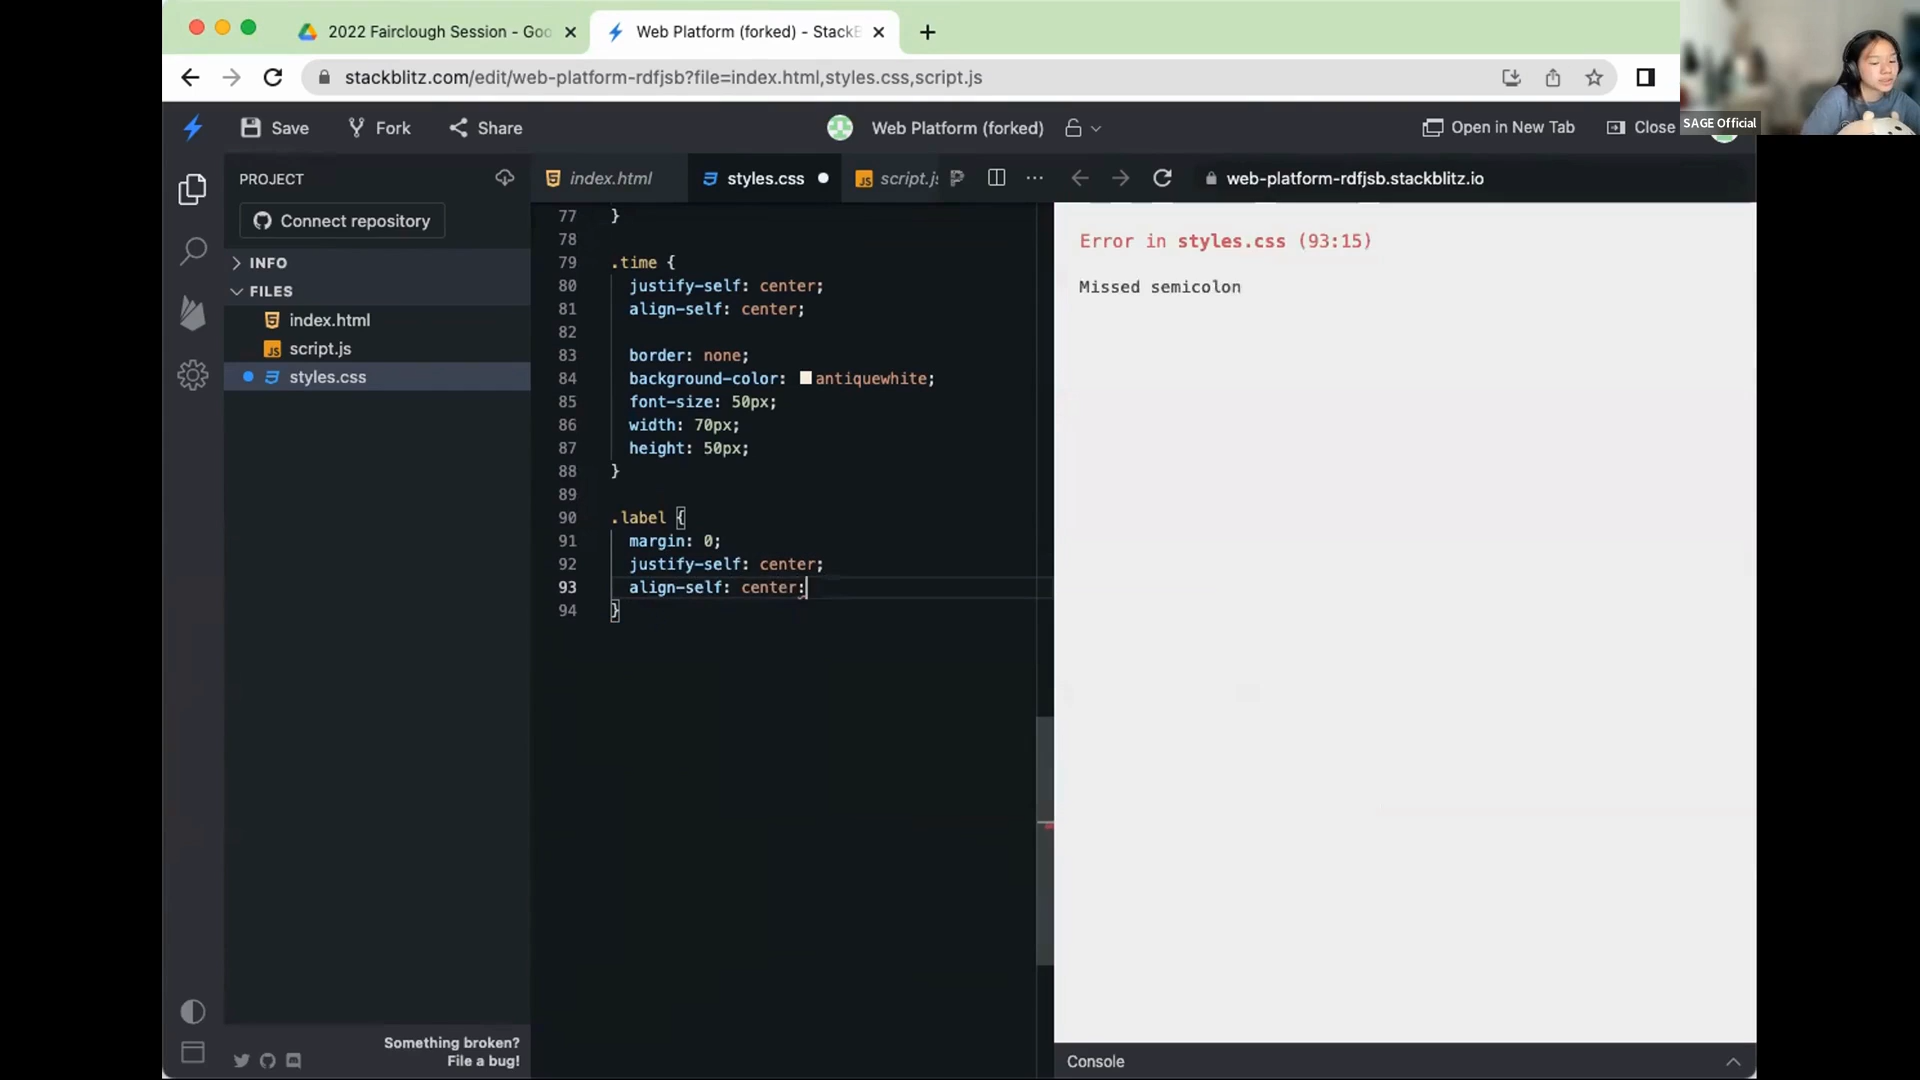 2022 Fairclough Session - Goo
Web Platform (forked) - StackB
stackblitz.com/edit/web-platform-rdfjsb?file=index.html,styles.css,script.js
SAGE Official
Save
Fork
Share
Web Platform (forked)
Open in New Tab
Close
PROJECT
Connect repository
INFO
FILES
index.html
JS script.js
styles.css
Something broken?
File a bug!
index.html
styles.css
JS script.js
web-platform-rdfjsb.stackblitz.io
77 }
78
79 .time {
80 justify-self: center;
81 align-self: center;
82
83 border: none;
84 background-color: antiquewhite;
85 font-size: 50px;
86 width: 70px;
87 height: 50px;
88 }
89
90 .label {
91 margin: 0;
92 justify-self: center;
93 align-self: center:
94 }
Error in styles.css (93:15)
Missed semicolon
Console